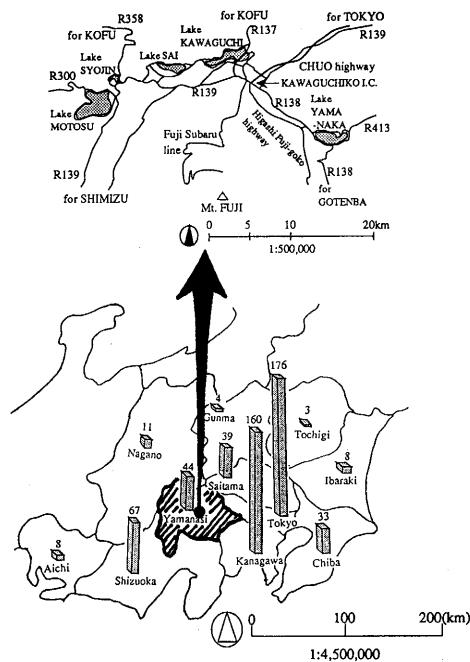 R358
for KOFU
Lake
SYOJIN
R300
Lake
MOTOSU
R139
for SHIMIZU
Lake SAI
Lake
KAWAGUCHI
for KOFU
R137
for TOKYO
R139
CHUO highway
KAWAGUCHIKO I.C.
R139
R138
Lake
YAMA
-NAKA
R413
Fuji Subaru
line
Higashi Fuji-goko
highway
R138
for
GOTENBA
Mt. FUJI
0 5 10 20km
1:500,000
176
4
Gunma
160
3
Tochigi
11
Nagano
39
Saitama
8
Ibaraki
44
Yamanasi
67
Shizuoka
Tokyo
33
Chiba
8
Aichi
Kanagawa
0 100 200(km)
1:4,500,000